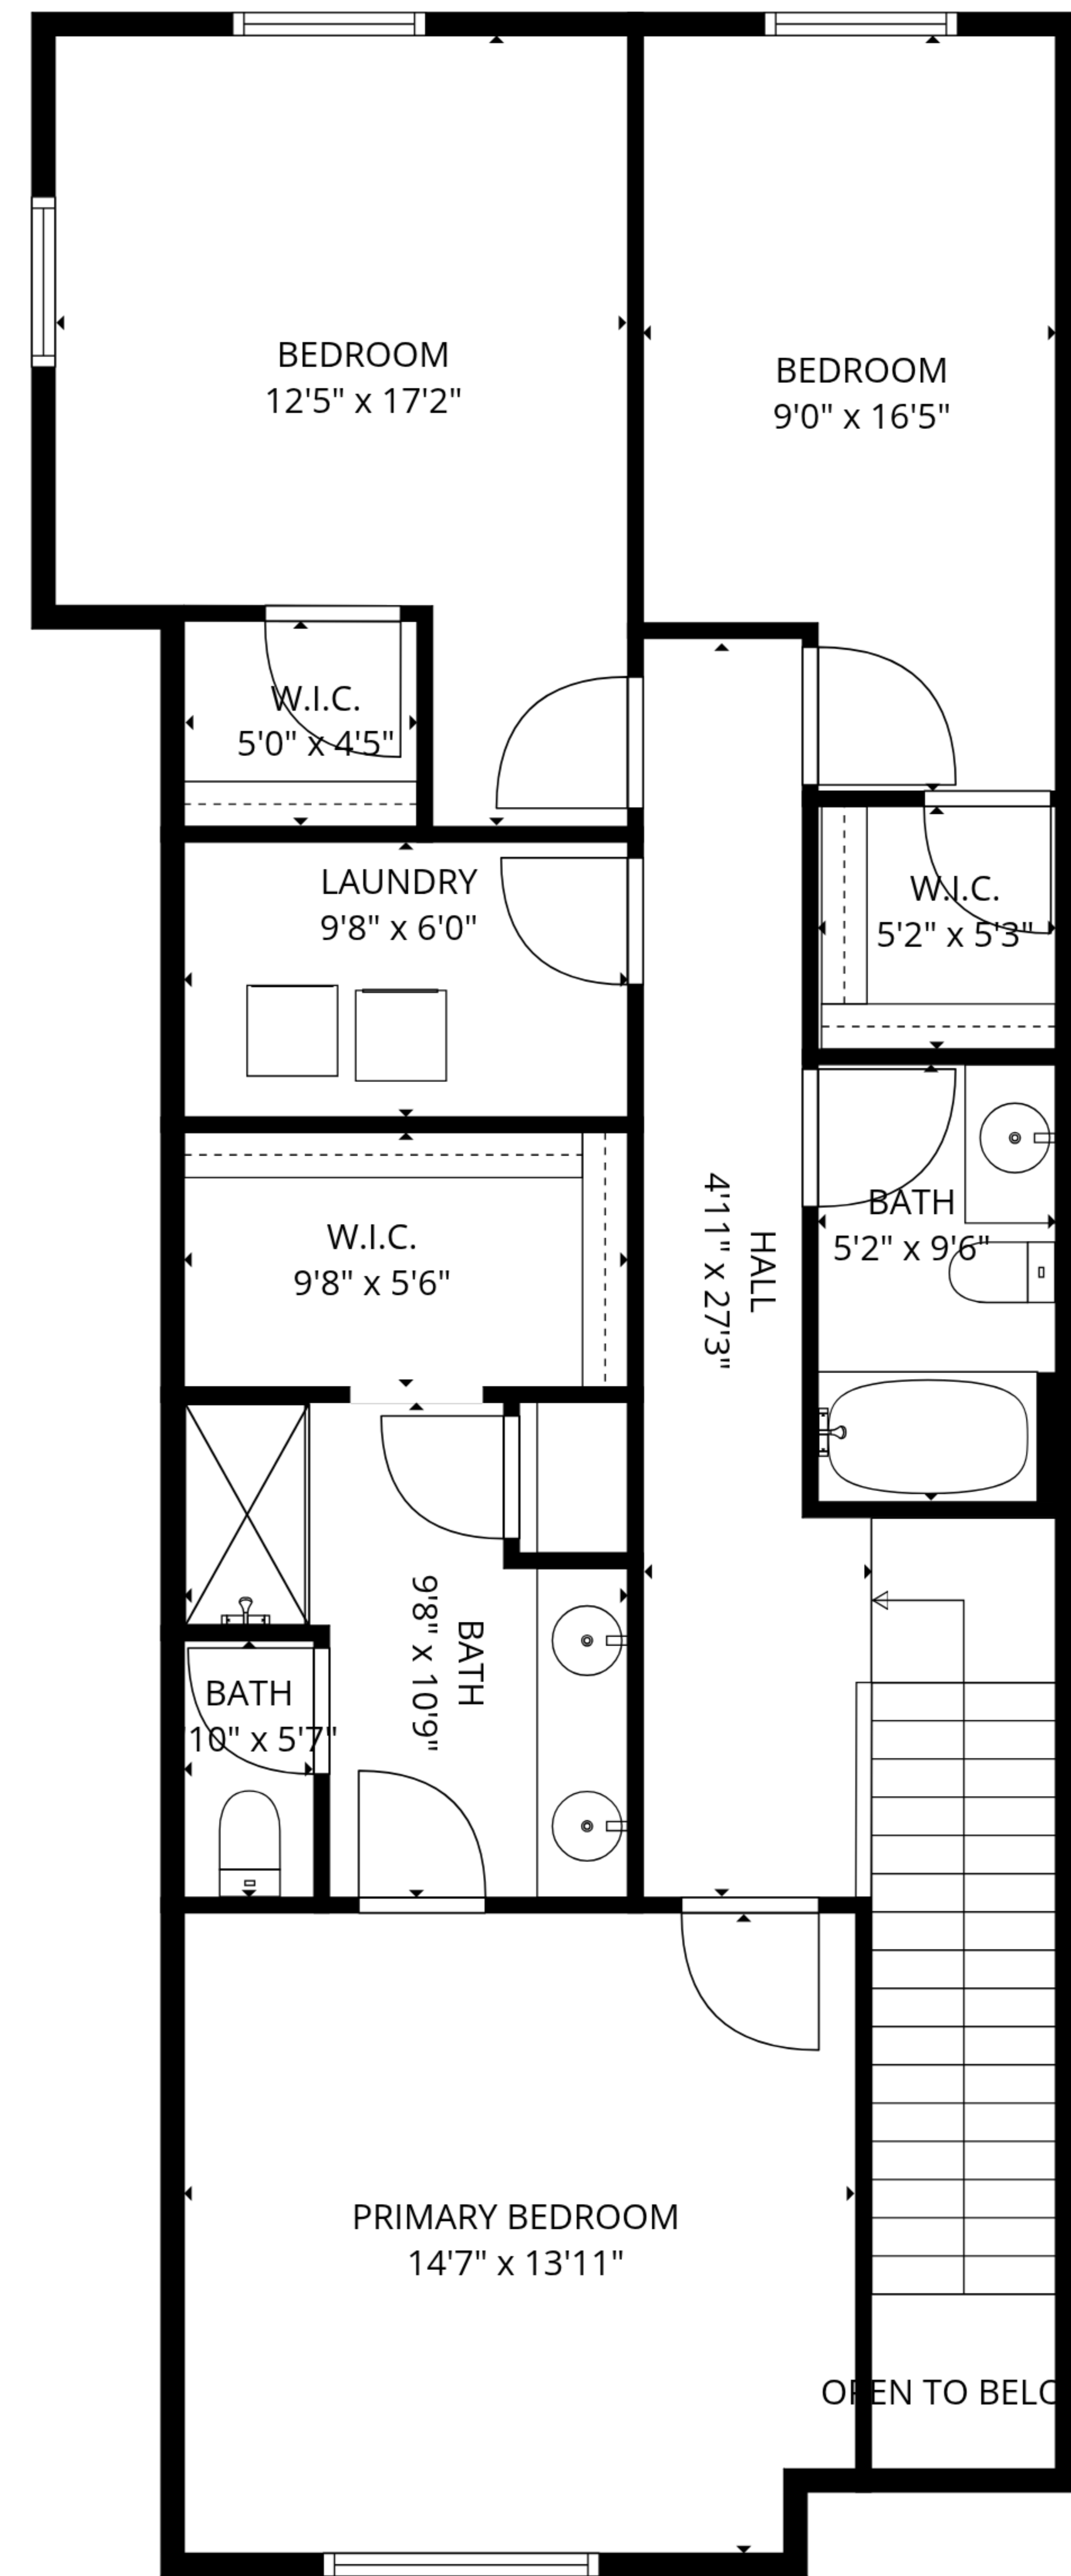 BEDROOM
12'5" x 17'2"
BEDROOM
9'0" x 16'5"
W.I.C.
5'0" x 4'5"
LAUNDRY
9'8" x 6'0"
W.I.C.
5'2" x 5'3"
W.I.C.
9'8" x 5'6"
HALL
4'11" x 27'3"
BATH
5'2" x 9'6"
BATH
9'8" x 10'9"
BATH
10" x 5'7"
PRIMARY BEDROOM
14'7" x 13'11"
OPEN TO BELO